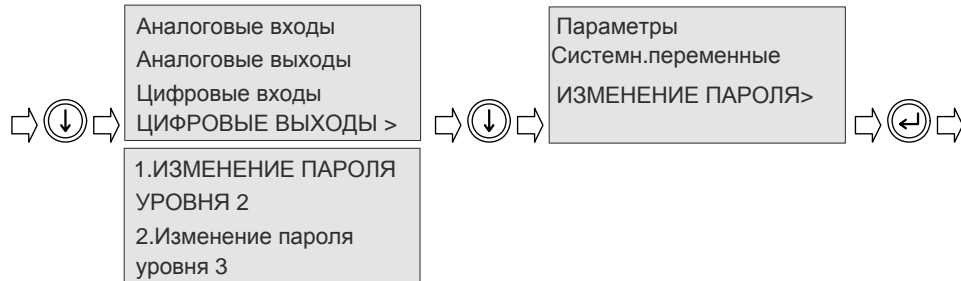 Аналоговые входы
Аналоговые выходы
Цифровые входы
ЦИФРОВЫЕ ВЫХОДЫ >
Параметры
Системн.переменные
ИЗМЕНЕНИЕ ПАРОЛЯ>
1.ИЗМЕНЕНИЕ ПАРОЛЯ
УРОВНЯ 2
2.Изменение пароля
уровня 3